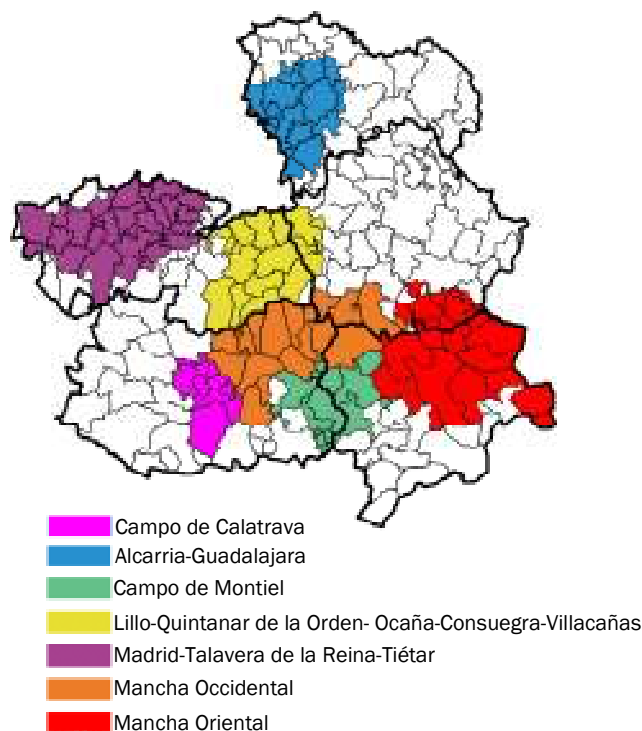 Campo de Calatrava
Alcarria-Guadalajara
Campo de Montiel
Lillo-Quintanar de la Orden- Ocaña-Consuegra-Villacañas
Madrid-Talavera de la Reina-Tiétar
Mancha Occidental
Mancha Oriental